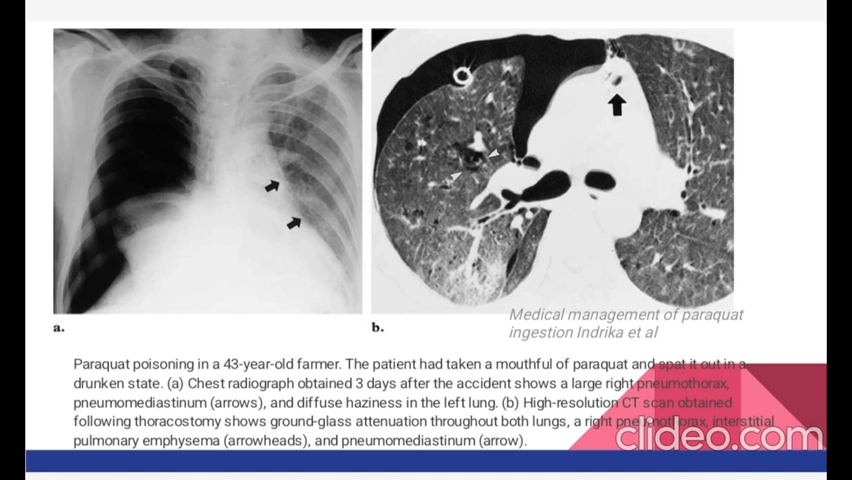 a.
b.
Medical management of paraquat
ingestion Indrika et al
Paraquat poisoning in a 43-year-old farmer. The patient had taken a mouthful of paraquat and spat it out in a
drunken state. (a) Chest radiograph obtained 3 days after the accident shows a large right pneumothorax,
pneumomediastinum (arrows), and diffuse haziness in the left lung. (b) High-resolution CT scan obtained
following thoracostomy shows ground-glass attenuation throughout both lungs, a right pneumothorax, interstitial
pulmonary emphysema (arrowheads), and pneumomediastinum (arrow).
clideo.com